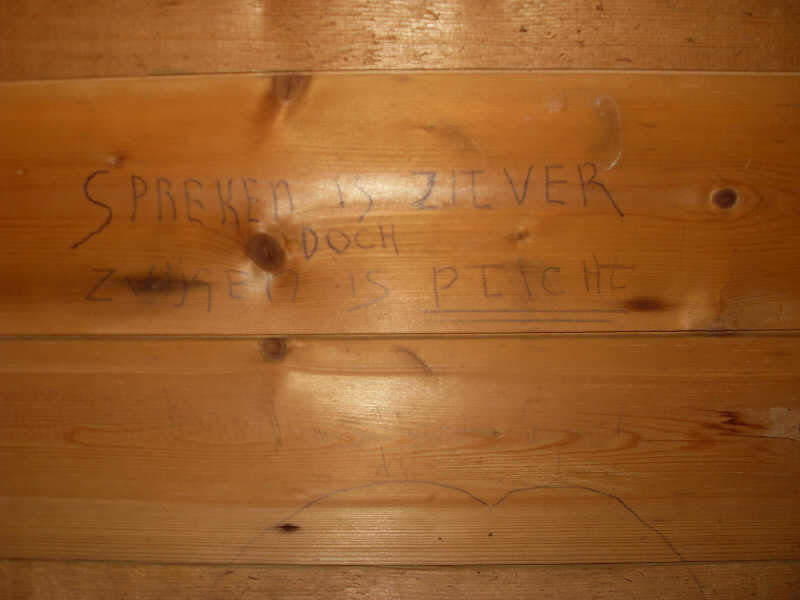 SPREKEN IS ZILVER
DOCH
ZWIJGEN IS PLICHT